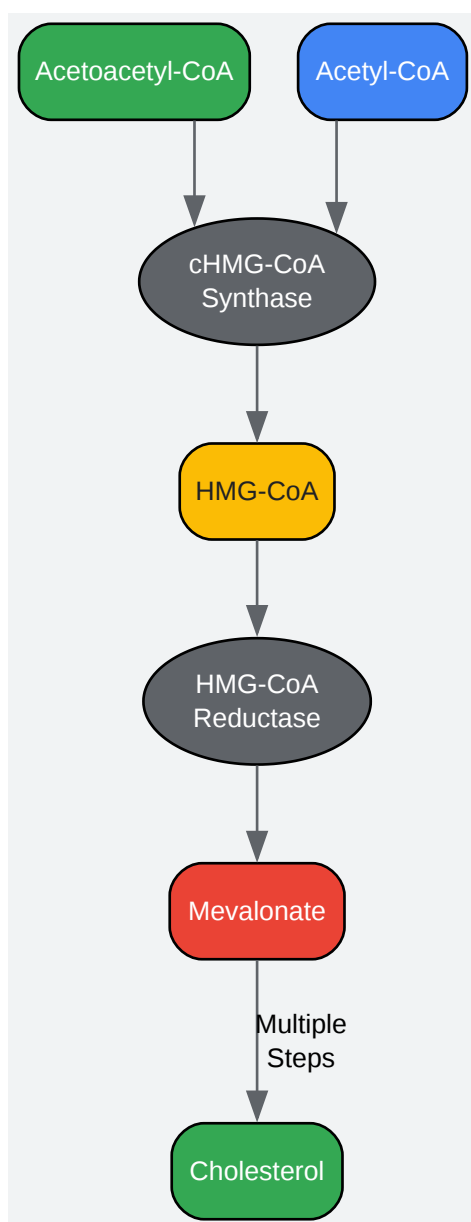 Acetoacetyl-CoA
Acetyl-CoA
cHMG-CoA
Synthase
HMG-CoA
HMG-CoA
Reductase
Mevalonate
Multiple
Steps
Cholesterol